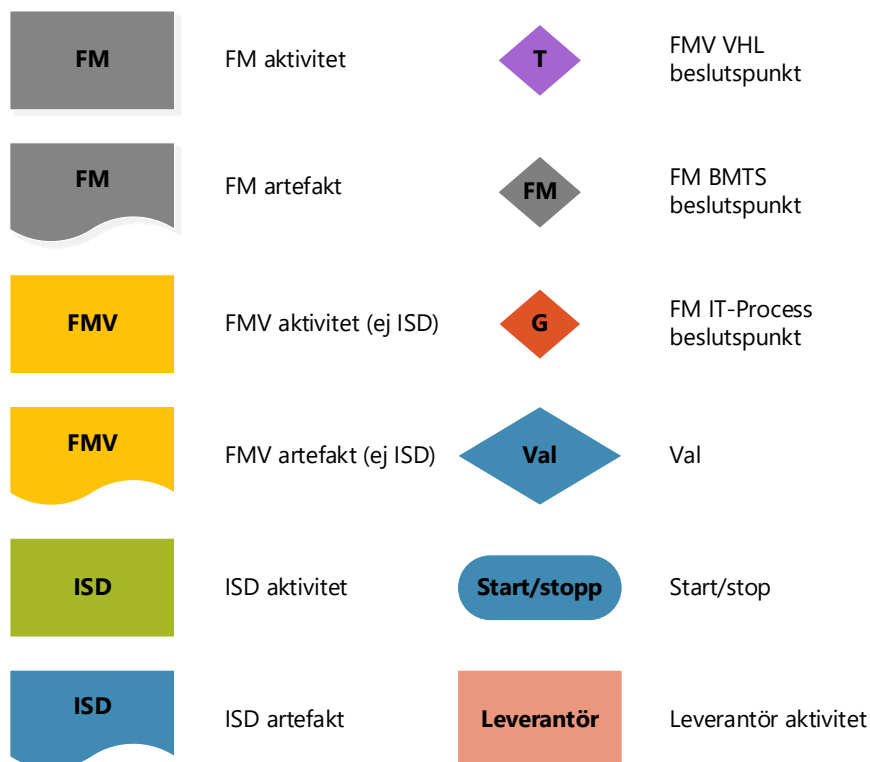 FM
FM aktivitet
T
FMV VHL
beslutspunkt
FM
FM artefakt
FM
FM BMTS
beslutspunkt
FMV
FMV aktivitet (ej ISD)
G
FM IT-Process
beslutspunkt
FMV
FMV artefakt (ej ISD)
Val
Val
ISD
ISD aktivitet
Start/stopp
Start/stop
ISD
ISD artefakt
Leverantör
Leverantör aktivitet